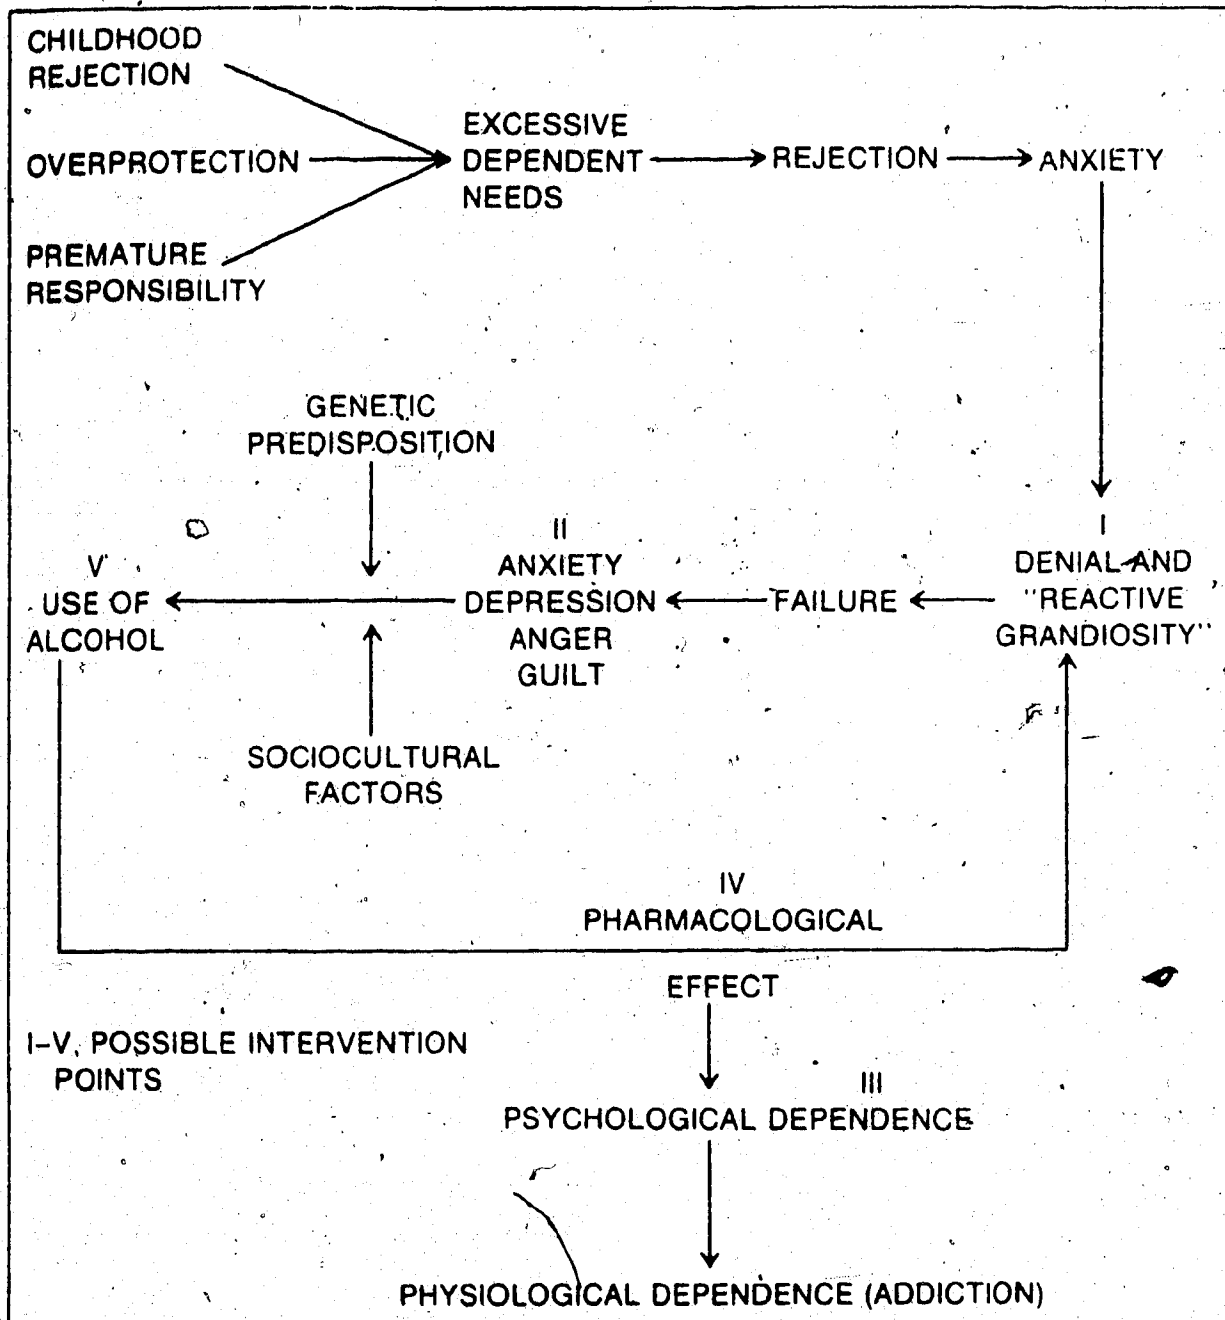 CHILDHOOD
REJECTION
OVERPROTECTION
PREMATURE
RESPONSIBILITY
EXCESSIVE
DEPENDENT
NEEDS
REJECTION
ANXIETY
GENETIC
PREDISPOSITION
V
USE OF
ALCOHOL
II
ANXIETY
DEPRESSION
ANGER
GUILT
FAILURE
I
DENIAL AND
"REACTIVE
GRANDIOSITY"
SOCIOCULTURAL
FACTORS
IV
PHARMACOLOGICAL
EFFECT
I-V, POSSIBLE INTERVENTION
POINTS
III
PSYCHOLOGICAL DEPENDENCE
PHYSIOLOGICAL DEPENDENCE (ADDICTION)